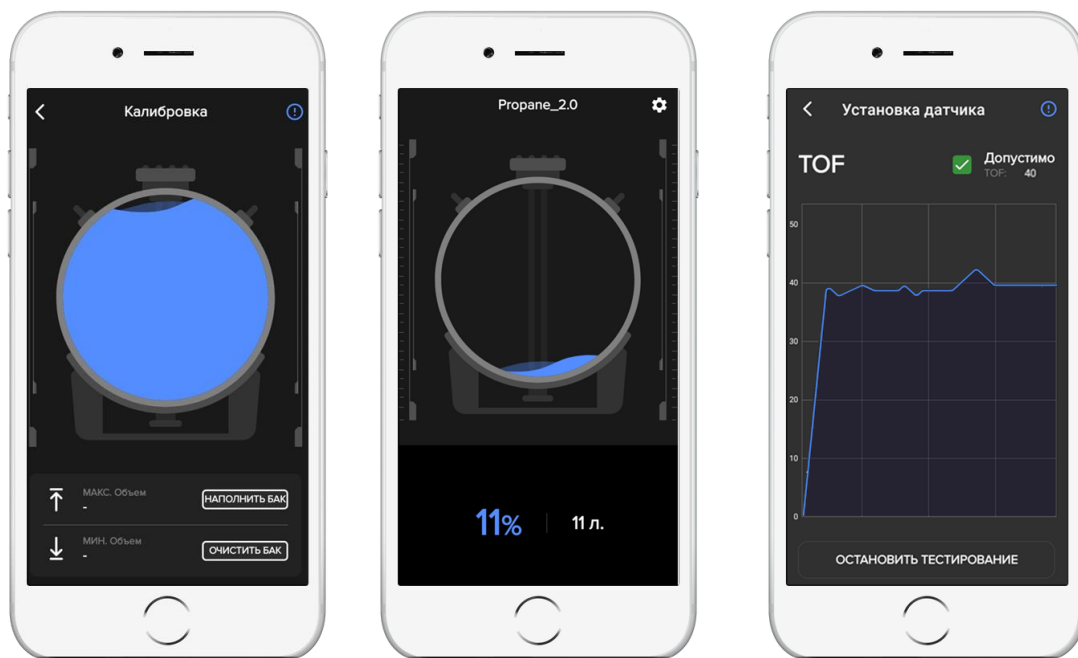 Калибровка
МАКС. Объем
-
НАПОЛНИТЬ БАК
МИН. Объем
-
ОЧИСТИТЬ БАК
Propane_2.0
11%
11 л.
Установка датчика
TOF
Допустимо
TOF: 40
50
40
30
20
10
0
ОСТАНОВИТЬ ТЕСТИРОВАНИЕ